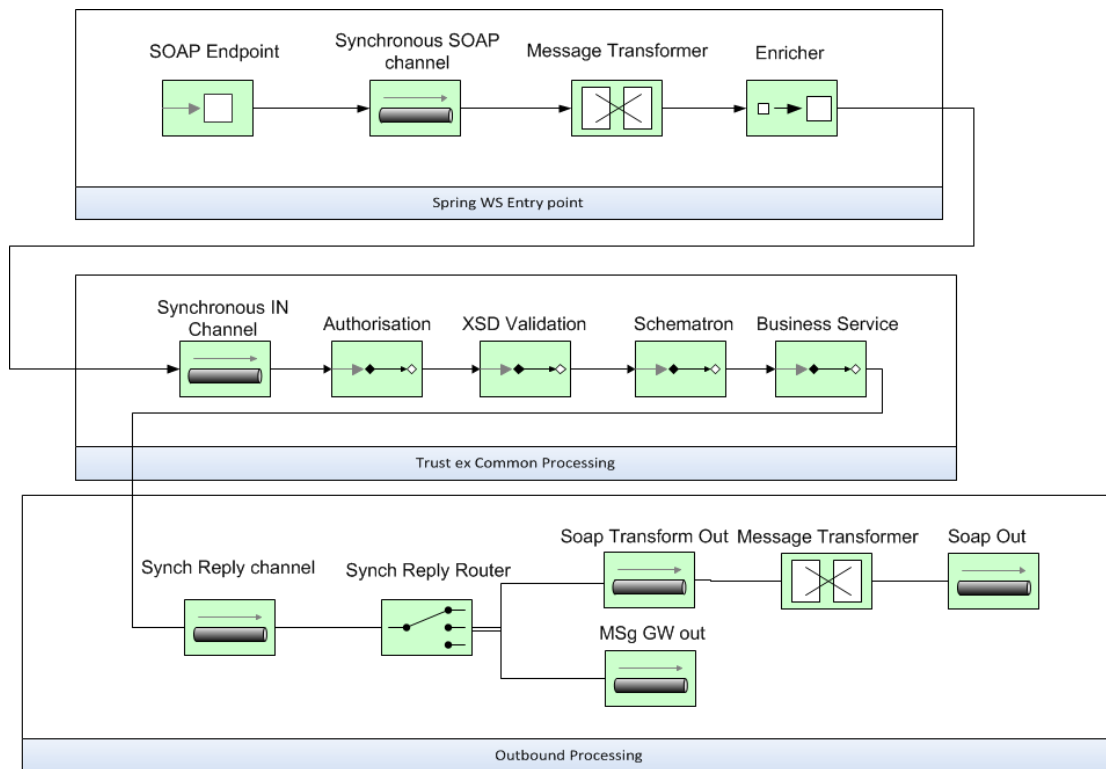 SOAP Endpoint
Synchronous SOAP
channel
Message Transformer
Enricher
Spring WS Entry point
Synchronous IN
Channel
Authorisation
XSD Validation
Schematron
Business Service
Trust ex Common Processing
Synch Reply channel
Synch Reply Router
Soap Transform Out
Message Transformer
Soap Out
MSg GW out
Outbound Processing